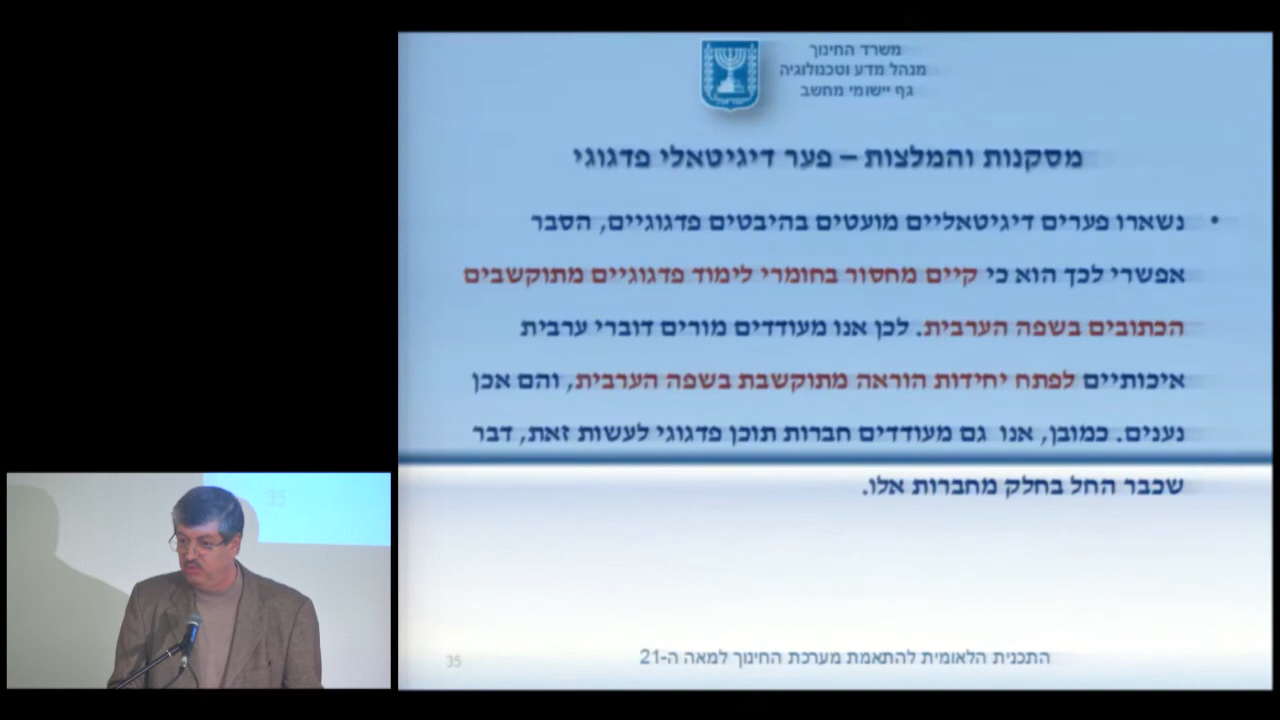 משרד החינוך
מנהל מדע וטכנולוגיה
גף יישומי מחשב
ישראל
מסקנות והמלצות – פער דיגיטאלי פדגוגי
• נשארו פערים דיגיטאליים מועטים בהיבטים פדגוגיים, הסבר
אפשרי לכך הוא כי קיים מחסור בחומרי לימוד פדגוגיים מתוקשבים
הכתובים בשפה הערבית. לכן אנו מעודדים מורים דוברי ערבית
איכותיים לפתח יחידות הוראה מתוקשבת בשפה הערבית, והם אכן
נענים. כמובן, אנו גם מעודדים חברות תוכן פדגוגי לעשות זאת, דבר
שכבר החל בחלק מחברות אלו.
התכנית הלאומית להתאמת מערכת החינוך למאה ה-21
35
35